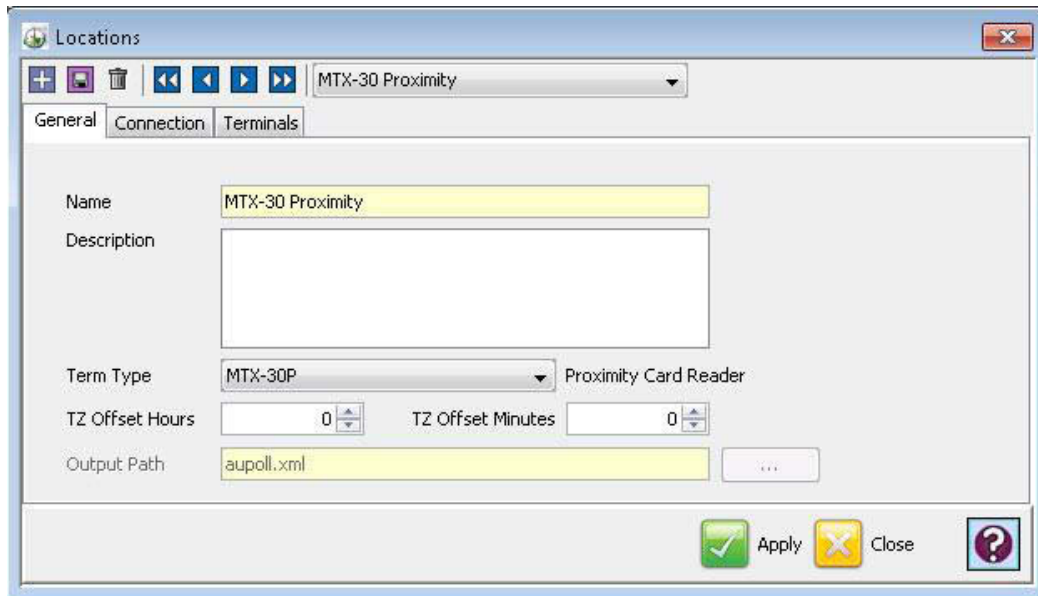 Locations
MTX-30 Proximity
General Connection Terminals
Name MTX-30 Proximity
Description
Term Type MTX-30P Proximity Card Reader
TZ Offset Hours 0 TZ Offset Minutes 0
Output Path aupoll.xml ...
Apply Close ?